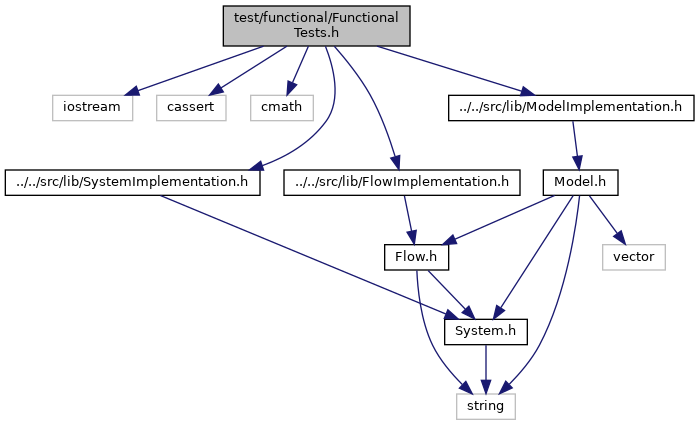 test/functional/Functional
Tests.h
iostream
cassert
cmath
../../src/lib/ModelImplementation.h
../../src/lib/SystemImplementation.h
../../src/lib/FlowImplementation.h
Model.h
Flow.h
vector
System.h
string